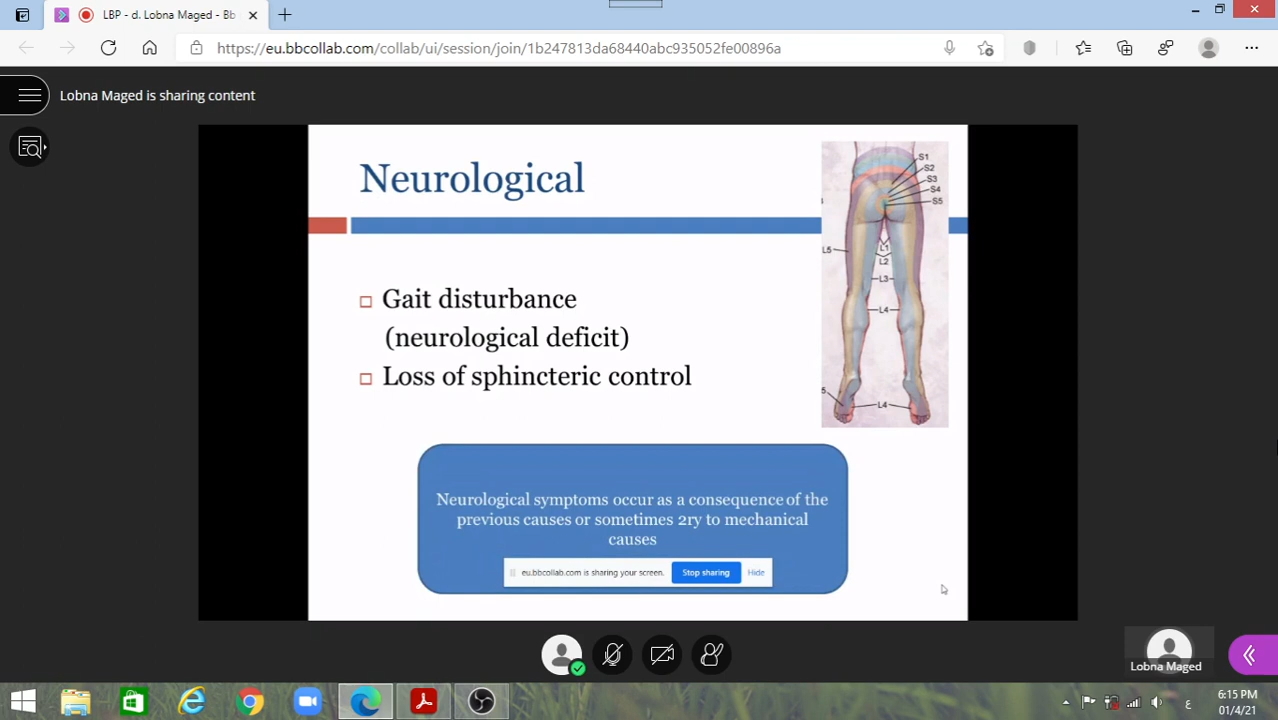 LBP - d. Lobna Maged - Bb
https://eu.bbcollab.com/collab/ui/session/join/1b247813da68440abc935052fe00896a
Lobna Maged is sharing content
Neurological
Gait disturbance
(neurological deficit)
Loss of sphincteric control
S1
S2
S3
S4
S5
L5
L1
L2
L3
L4
5
L4
Neurological symptoms occur as a consequence of the
previous causes or sometimes 2ry to mechanical
causes
eu.bbcollab.com is sharing your screen.
Stop sharing
Hide
Lobna Maged
ع
6:15 PM
01/4/21